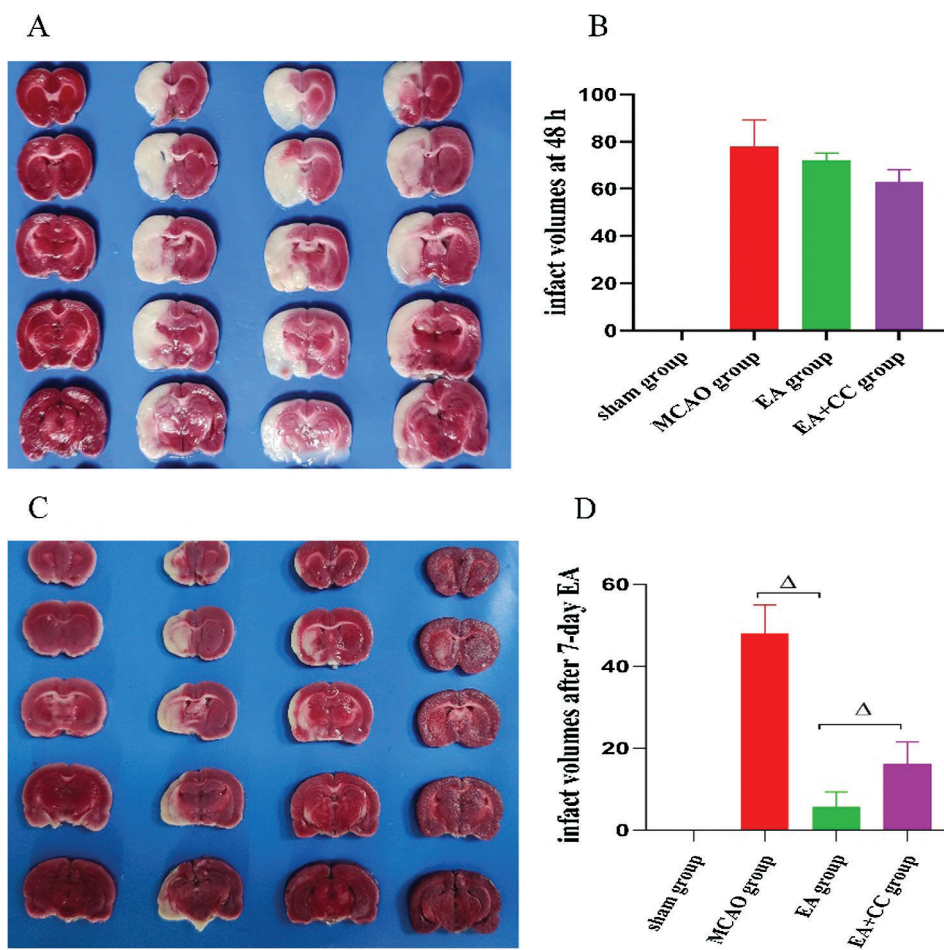 A
B
infact volumes at 48 h
100
80
60
40
20
0
sham group
MCAO group
EA group
EA+CC group
C
D
infact volumes after 7-day EA
60
40
20
0
Δ
Δ
sham group
MCAO group
EA group
EA+CC group